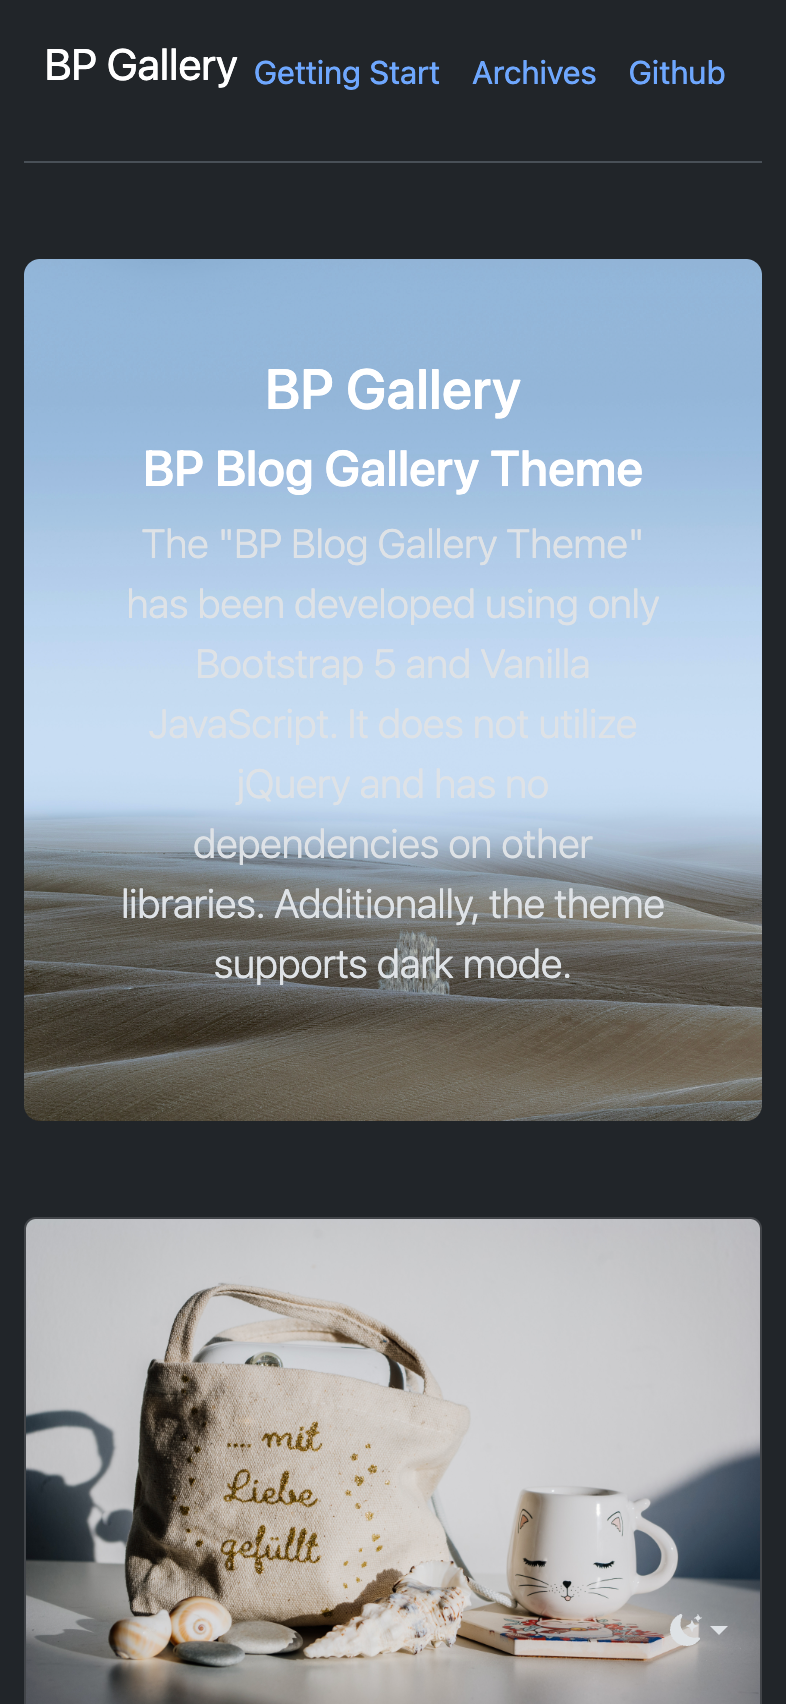 BP Gallery Getting Start Archives Github
BP Gallery
BP Blog Gallery Theme
The "BP Blog Gallery Theme"
has been developed using only
Bootstrap 5 and Vanilla
JavaScript. It does not utilize
jQuery and has no
dependencies on other
libraries. Additionally, the theme
supports dark mode.
.... mit
Liebe
gefüllt